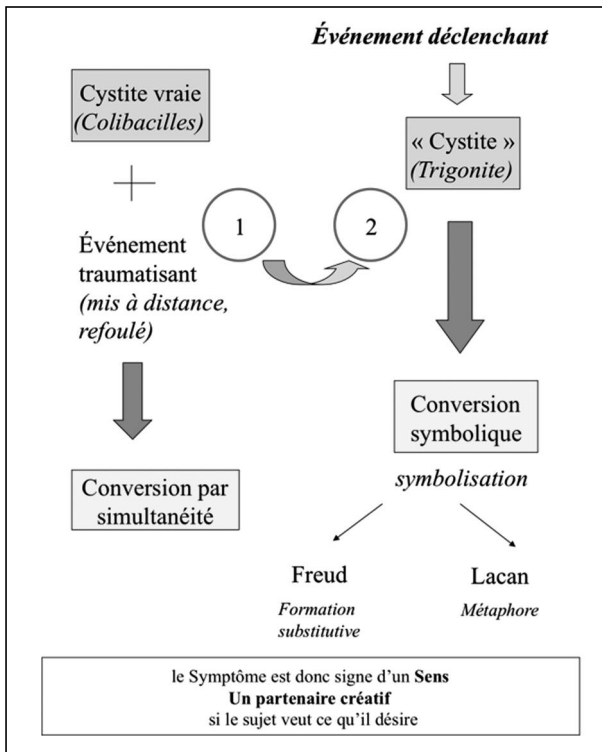 Événement déclenchant
Cystite vraie
(Colibacilles)
« Cystite »
(Trigonite)
1
2
Événement
traumatisant
(mis à distance,
refoulé)
Conversion
symbolique
symbolisation
Conversion par
simultanéité
Freud
Formation
substitutive
Lacan
Métaphore
le Symptôme est donc signe d'un Sens
Un partenaire créatif
si le sujet veut ce qu'il désire